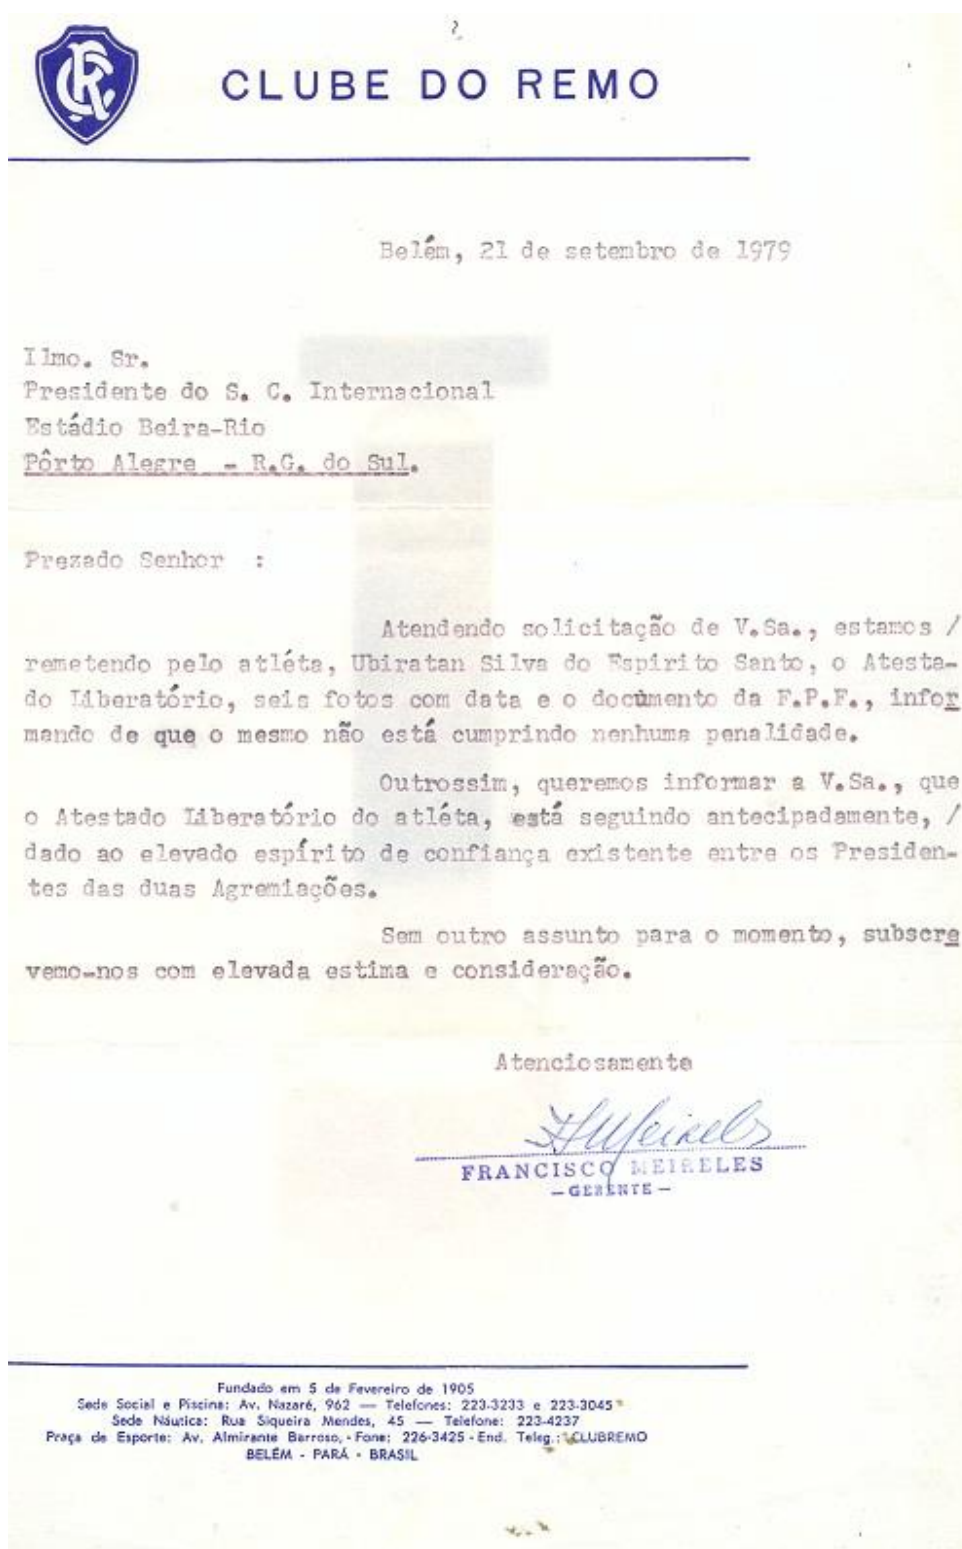 CR
CLUBE DO REMO
Belém, 21 de setembro de 1979
Ilmo. Sr.
Presidente do S. C. Internacional
Estádio Beira-Rio
Pôrto Alegre - R.G. do Sul.
Prezado Senhor :
Atendendo solicitação de V.Sa., estamos /
remetendo pelo atléta, Ubiratan Silva do Espirito Santo, o Atesta-
do Liberatório, seis fotos com data e o documento da F.P.F., infor
mando de que o mesmo não está cumprindo nenhuma penalidade.
Outrossim, queremos informar a V.Sa., que
o Atestado Liberatório do atléta, está seguindo antecipadamente, /
dado ao elevado espírito de confiança existente entre os Presiden-
tes das duas Agremiações.
Sem outro assunto para o momento, subscre
vemo-nos com elevada estima e consideração.
Atenciosamente
FMeireles
FRANCISCO MEIRELES
- GERENTE -
Fundado em 5 de Fevereiro de 1905
Sede Social e Piscina: Av. Nazaré, 962 — Telefones: 223-3233 e 223-3045
Sede Náutica: Rua Siqueira Mendes, 45 — Telefone: 223-4237
Praça de Esporte: Av. Almirante Barroso, - Fone: 226-3425 - End. Teleg.: CLUBREMO
BELÉM - PARÁ - BRASIL